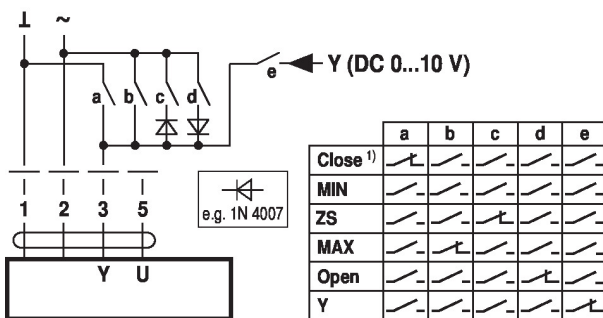 ⊥ ~
e Y (DC 0...10 V)
a b c d
1 2 3 5
e.g. 1N 4007
Y U
a b c d e
Close 1)
MIN
ZS
MAX
Open
Y